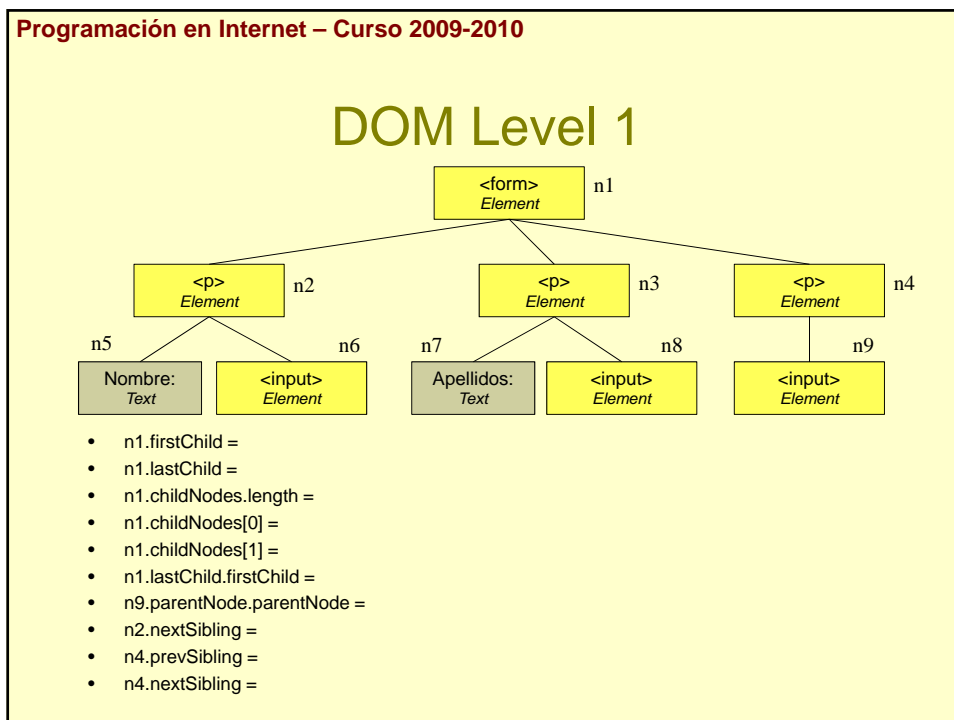 Programación en Internet – Curso 2009-2010
DOM Level 1
<form>
Element
n1
<p>
Element
n2
<p>
Element
n3
<p>
Element
n4
n5
n6
n7
n8
n9
Nombre:
Text
<input>
Element
Apellidos:
Text
<input>
Element
<input>
Element
• n1.firstChild =
• n1.lastChild =
• n1.childNodes.length =
• n1.childNodes[0] =
• n1.childNodes[1] =
• n1.lastChild.firstChild =
• n9.parentNode.parentNode =
• n2.nextSibling =
• n4.prevSibling =
• n4.nextSibling =